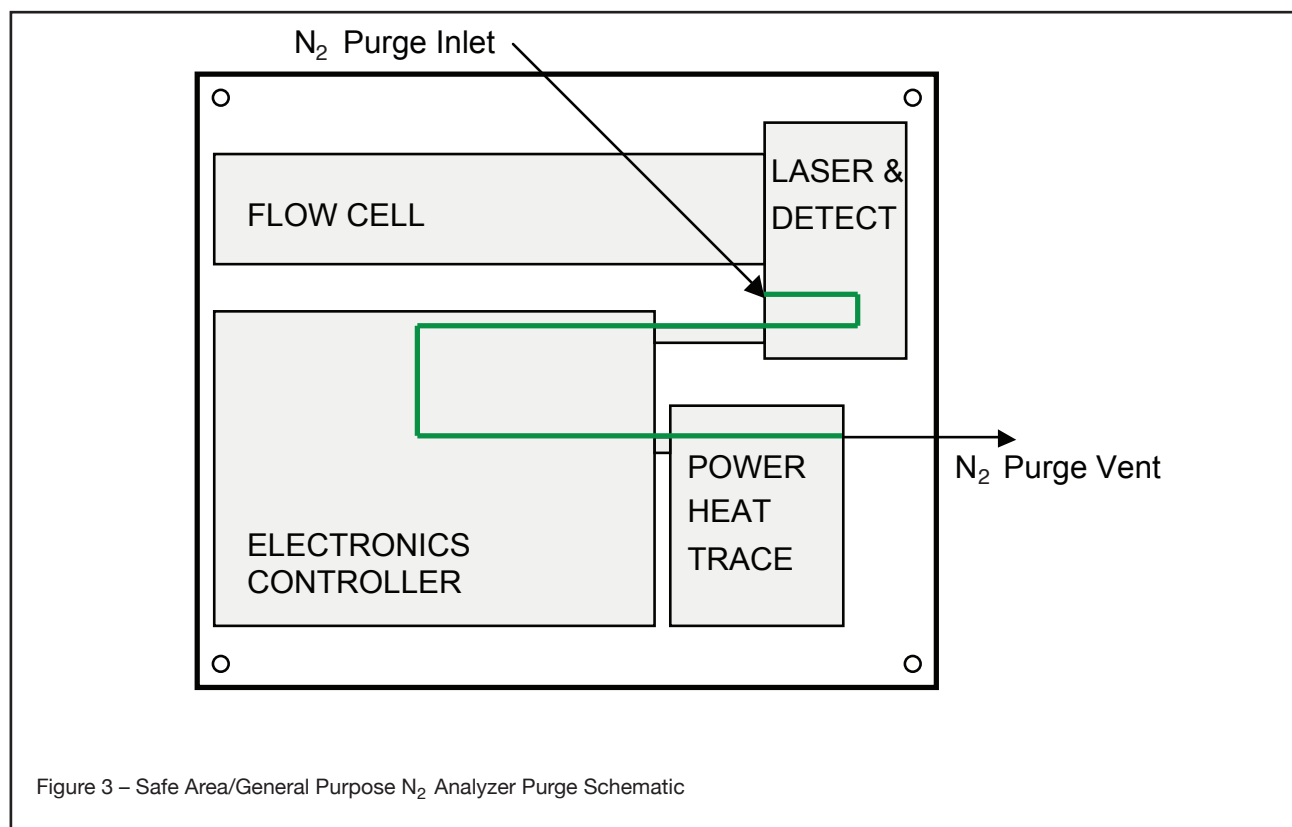 N₂ Purge Inlet
LASER &
DETECT
FLOW CELL
N₂ Purge Vent
POWER
HEAT
TRACE
ELECTRONICS
CONTROLLER
Figure 3 – Safe Area/General Purpose N₂ Analyzer Purge Schematic